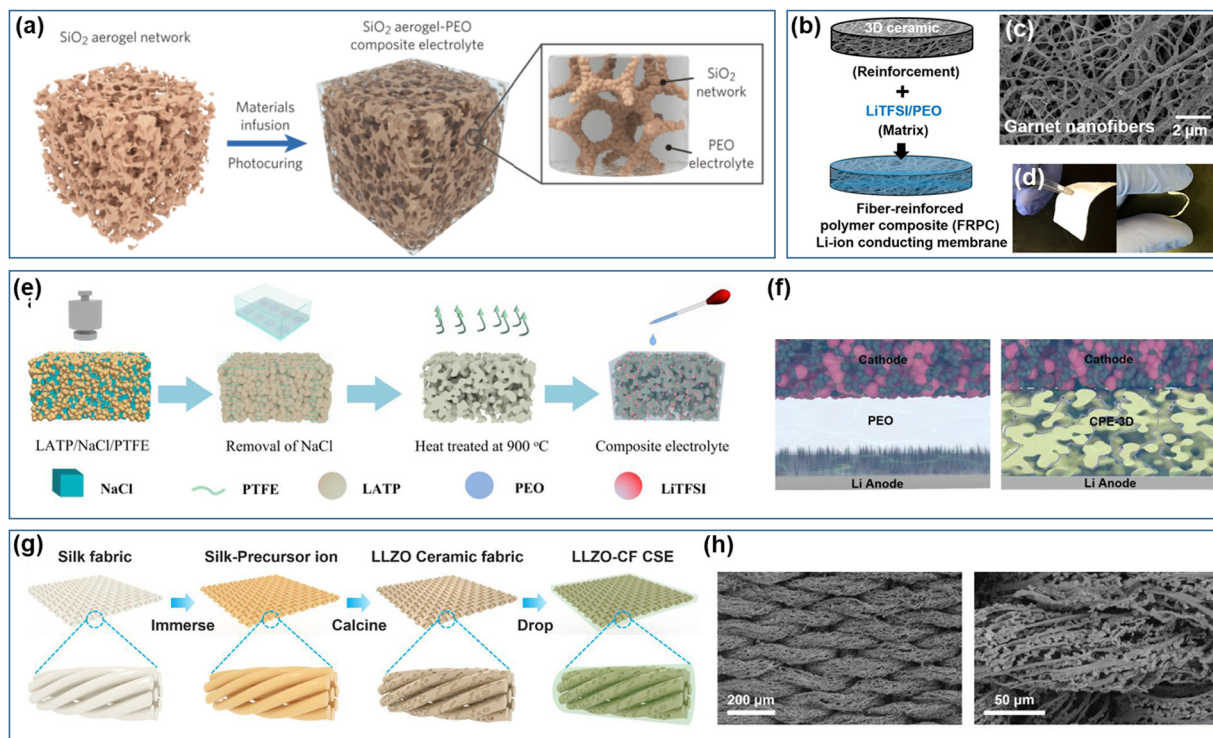 (a)
SiO2 aerogel network
Materials
infusion
Photocuring
SiO2 aerogel-PEO
composite electrolyte
SiO2
network
PEO
electrolyte
(b)
3D ceramic
(Reinforcement)
+
LiTFSI/PEO
(Matrix)
Fiber-reinforced
polymer composite (FRPC)
Li-ion conducting membrane
(c)
Garnet nanofibers
2 µm
(d)
(e)
LATP/NaCl/PTFE
Removal of NaCl
Heat treated at 900 °C
Composite electrolyte
NaCl
PTFE
LATP
PEO
LiTFSI
(f)
Cathode
PEO
Li Anode
Cathode
CPE-3D
Li Anode
(g)
Silk fabric
Immerse
Silk-Precursor ion
Calcine
LLZO Ceramic fabric
Drop
LLZO-CF CSE
(h)
200 µm
50 µm